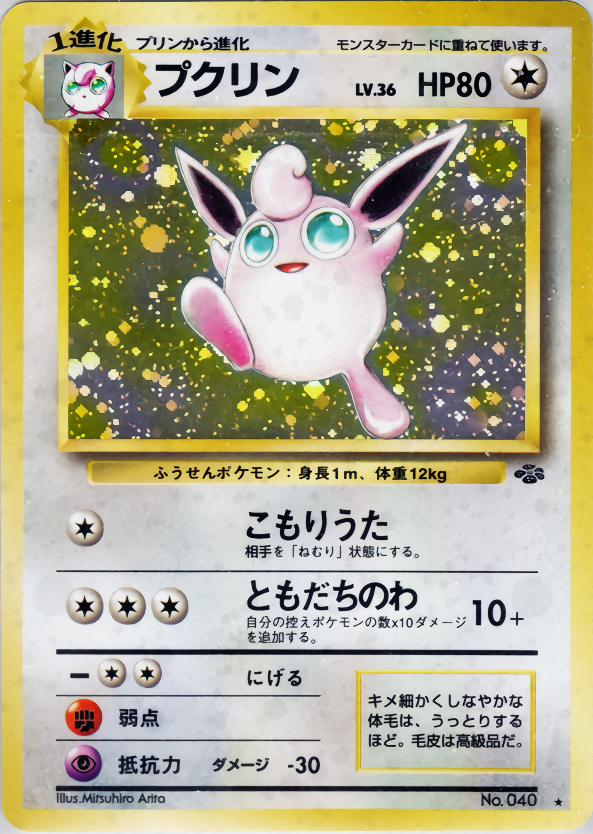 1進化 プリンから進化 モンスターカードに重ねて使います。
プクリン LV.36 HP80
ふうせんポケモン：身長1m、体重12kg
こもりうた
相手を「ねむり」状態にする。
ともだちのわ
自分の控えポケモンの数x10ダメージ
を追加する。
10+
にげる
弱点
抵抗力 ダメージ -30
キメ細かくしなやかな
体毛は、うっとりする
ほど。毛皮は高級品だ。
Illus.Mitsuhiro Arita
No. 040 ★